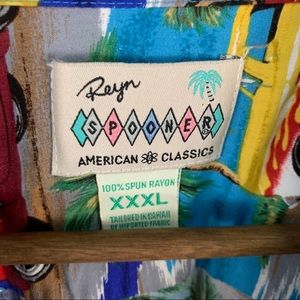 Reyn
SPOONER
AMERICAN CLASSICS
100% SPUN RAYON
XXXL
TAILORED IN HAWAII
OF IMPORTED FABRIC